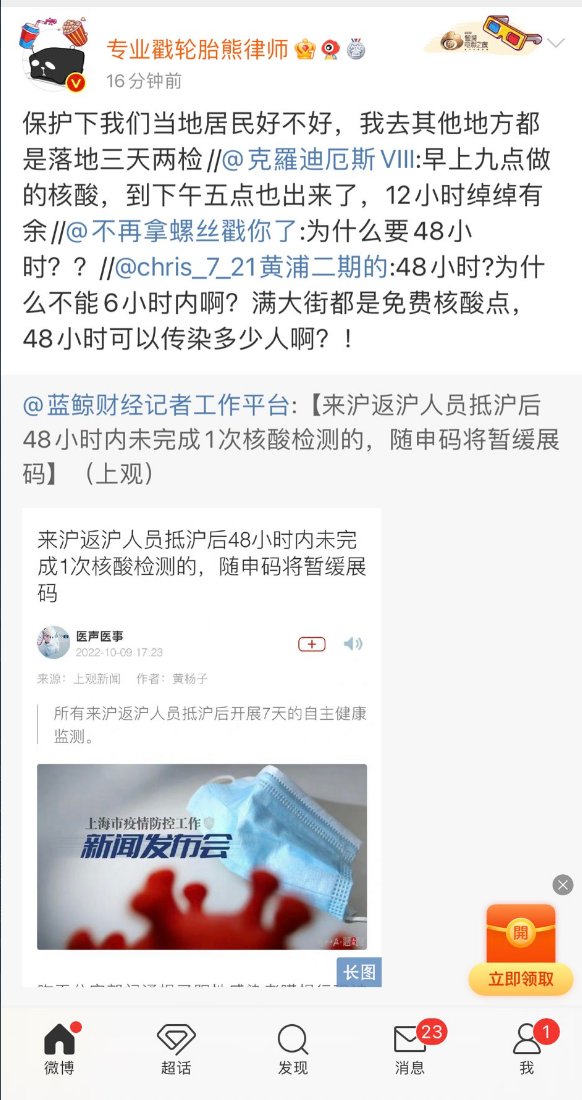 专业戳轮胎熊律师
16分钟前
保护下我们当地居民好不好，我去其他地方都
是落地三天两检//@克羅迪厄斯VIII:早上九点做
的核酸，到下午五点也出来了，12小时绰绰有
余//@不再拿螺丝戳你了:为什么要48小
时？？//@chris_7_21黄浦二期的:48小时?为什
么不能6小时内啊？满大街都是免费核酸点，
48小时可以传染多少人啊？！
@蓝鲸财经记者工作平台:【来沪返沪人员抵沪后
48小时内未完成1次核酸检测的，随申码将暂缓展
码】（上观）
来沪返沪人员抵沪后48小时内未完
成1次核酸检测的，随申码将暂缓展
码
医声医事
2022-10-09 17:23
来源：上观新闻 作者：黄杨子
所有来沪返沪人员抵沪后开展7天的自主健康
监测。
上海市疫情防控工作
新闻发布会
长图
開
立即领取
23
1
微博
超话
发现
消息
我